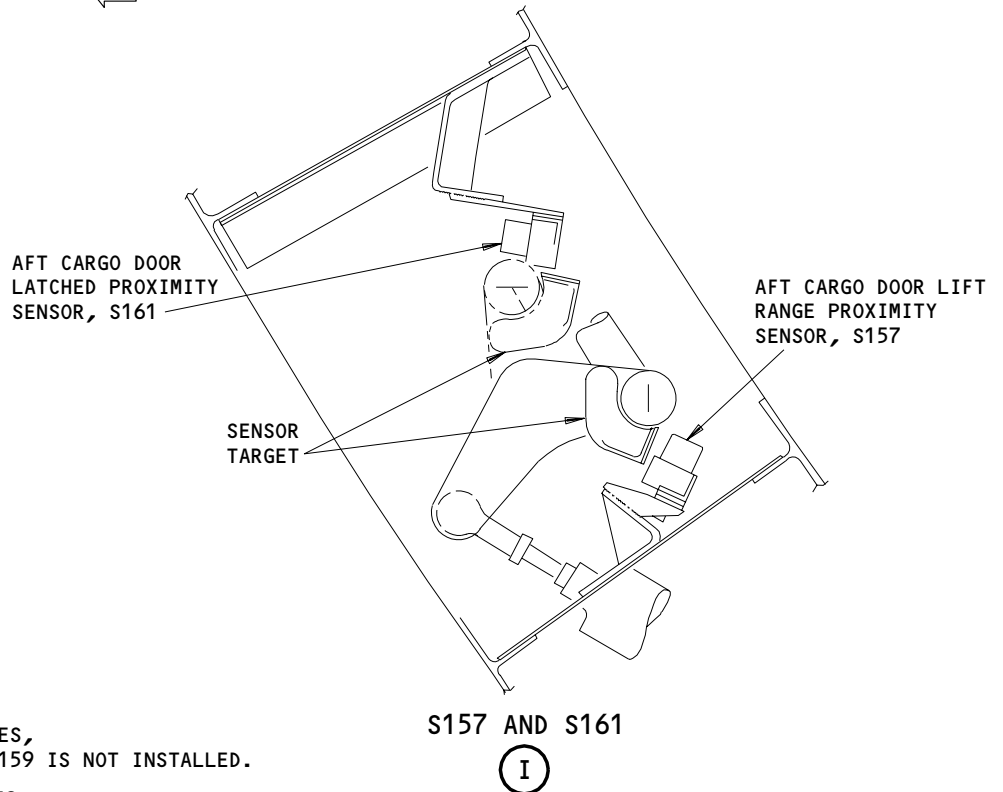 AFT CARGO DOOR
LATCHED PROXIMITY
SENSOR, S161
AFT CARGO DOOR LIFT
RANGE PROXIMITY
SENSOR, S157
SENSOR
TARGET
S157 AND S161
I
ES,
159 IS NOT INSTALLED.